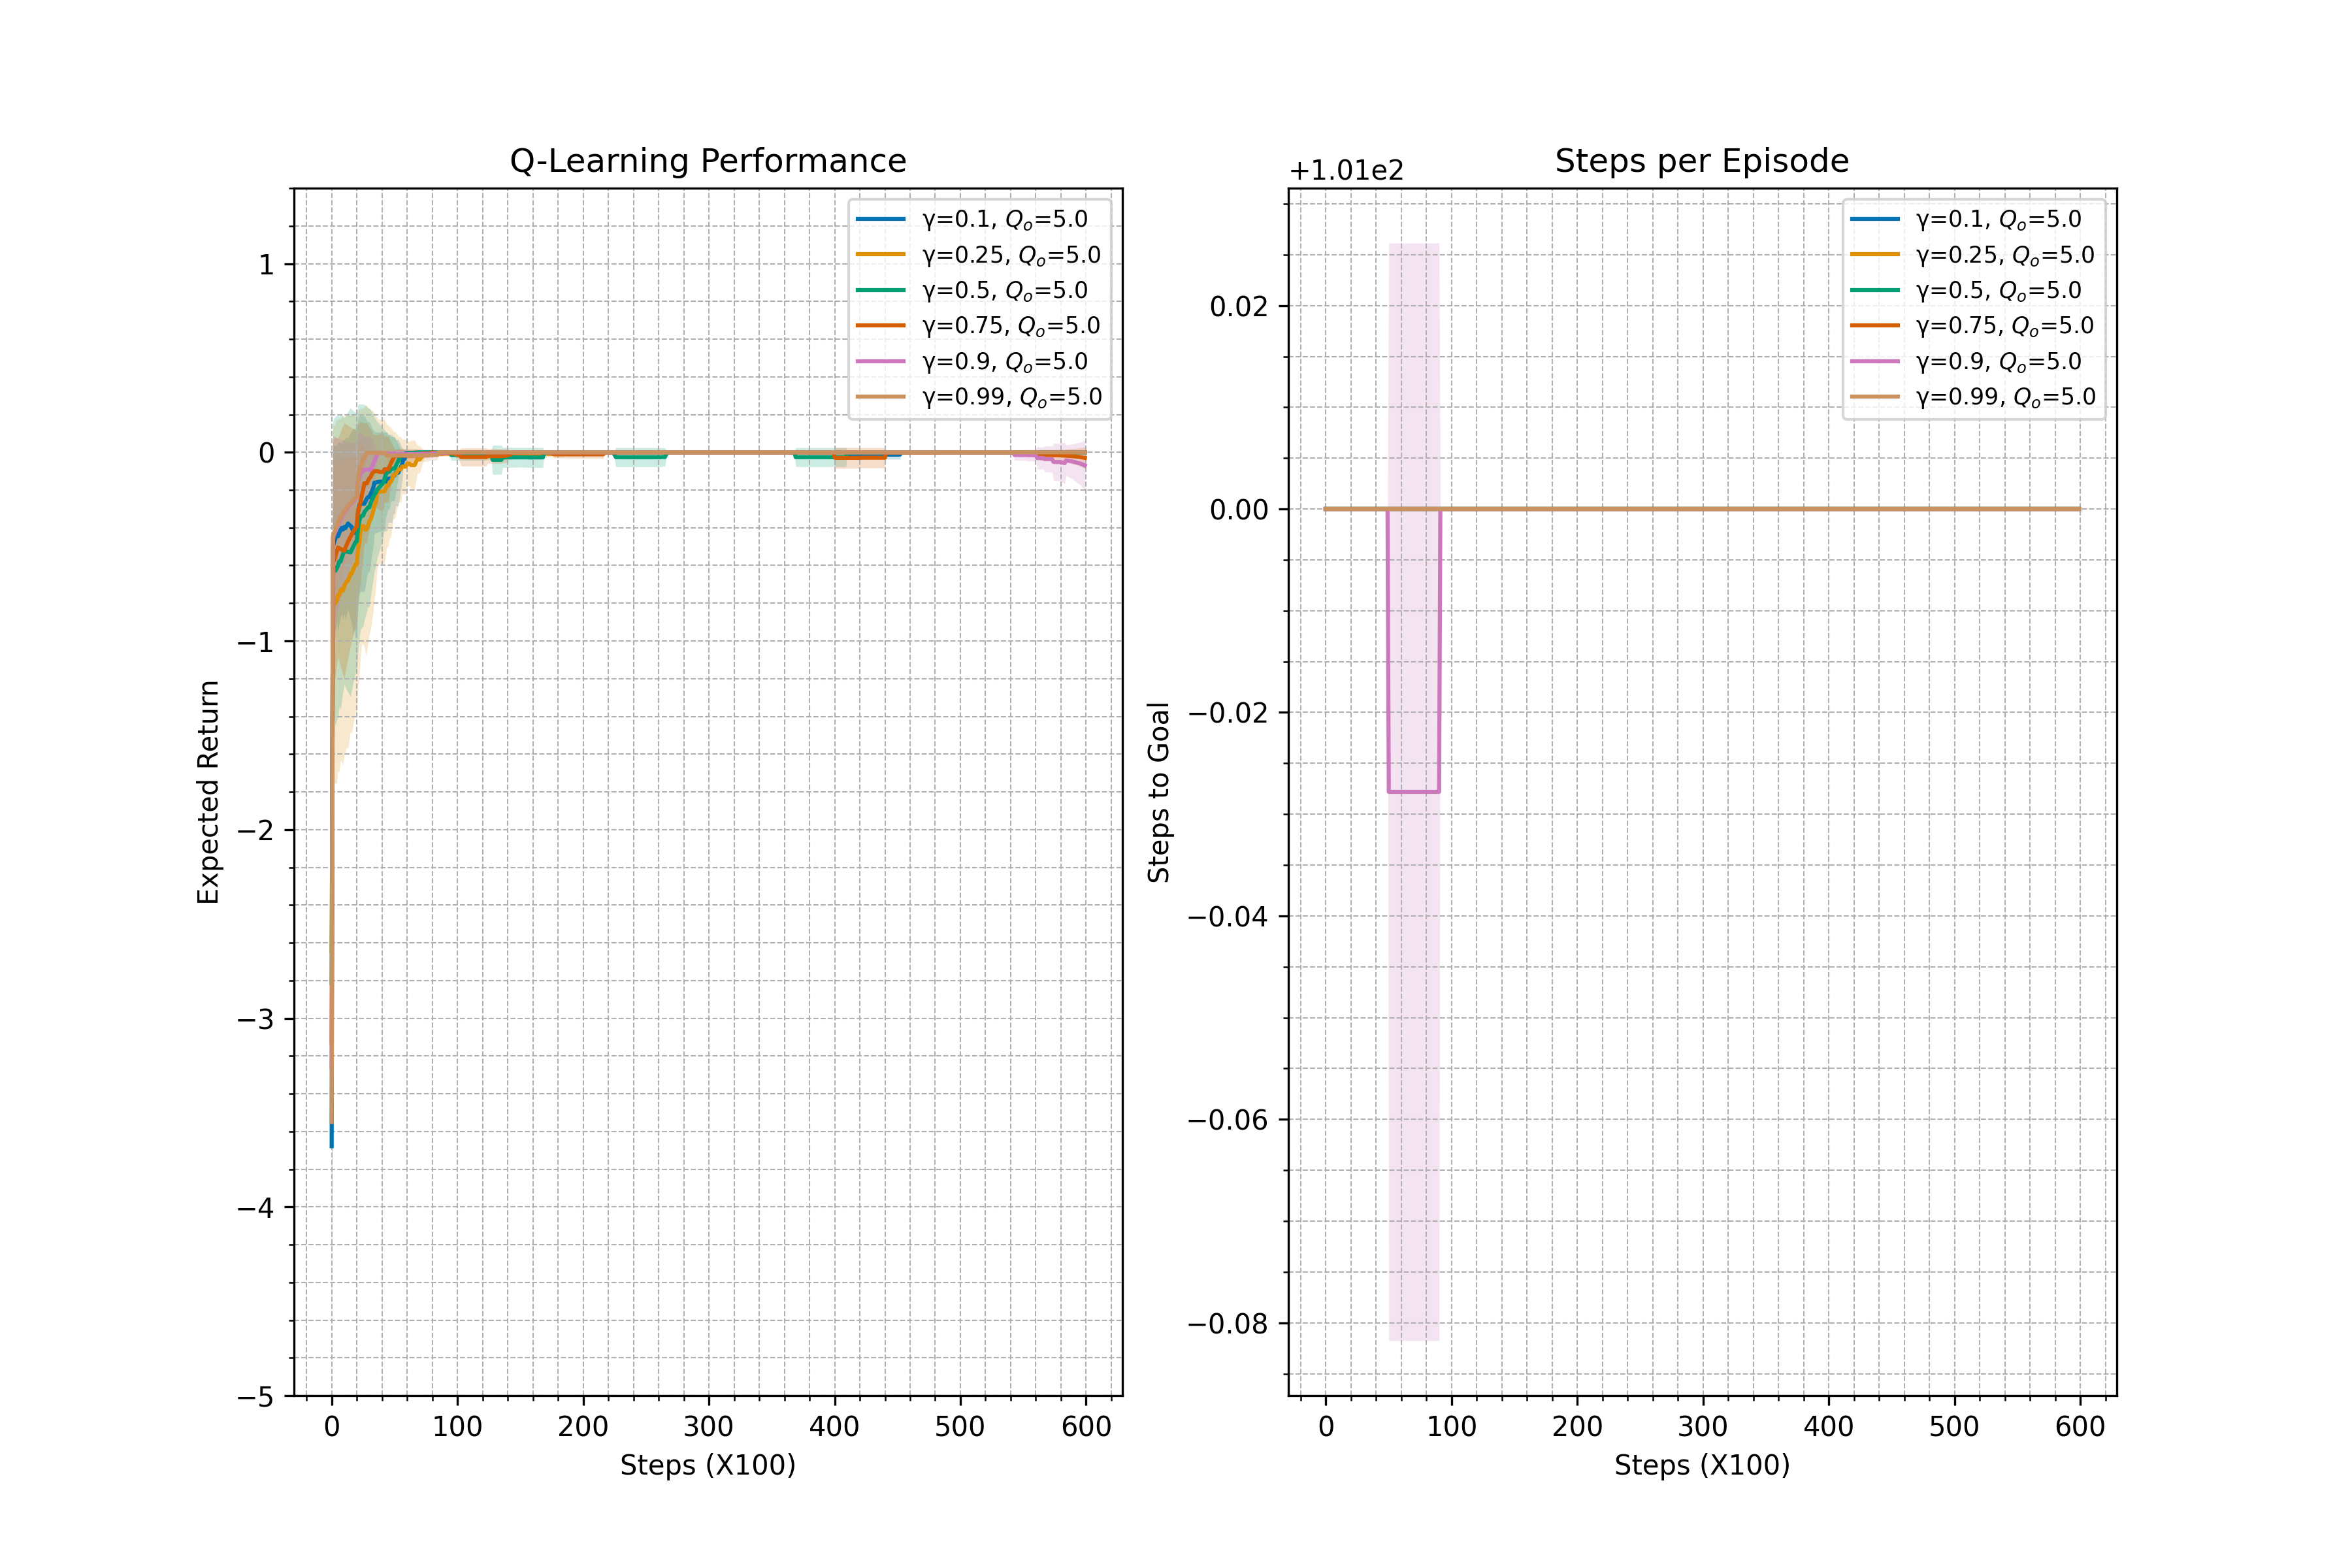 Q-Learning Performance
1
0
−1
−2
−3
−4
−5
Expected Return
0 100 200 300 400 500 600
Steps (X100)
γ=0.1, Qₒ=5.0
γ=0.25, Qₒ=5.0
γ=0.5, Qₒ=5.0
γ=0.75, Qₒ=5.0
γ=0.9, Qₒ=5.0
γ=0.99, Qₒ=5.0
Steps per Episode
+1.01e2
0.02
0.00
−0.02
−0.04
−0.06
−0.08
Steps to Goal
0 100 200 300 400 500 600
Steps (X100)
γ=0.1, Qₒ=5.0
γ=0.25, Qₒ=5.0
γ=0.5, Qₒ=5.0
γ=0.75, Qₒ=5.0
γ=0.9, Qₒ=5.0
γ=0.99, Qₒ=5.0